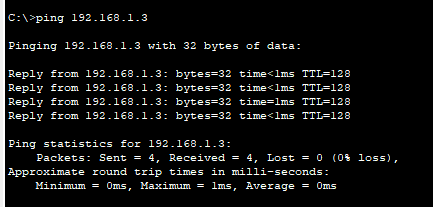 C:\>ping 192.168.1.3
Pinging 192.168.1.3 with 32 bytes of data:
Reply from 192.168.1.3: bytes=32 time<1ms TTL=128
Reply from 192.168.1.3: bytes=32 time<1ms TTL=128
Reply from 192.168.1.3: bytes=32 time=1ms TTL=128
Reply from 192.168.1.3: bytes=32 time<1ms TTL=128
Ping statistics for 192.168.1.3:
Packets: Sent = 4, Received = 4, Lost = 0 (0% loss),
Approximate round trip times in milli-seconds:
Minimum = 0ms, Maximum = 1ms, Average = 0ms